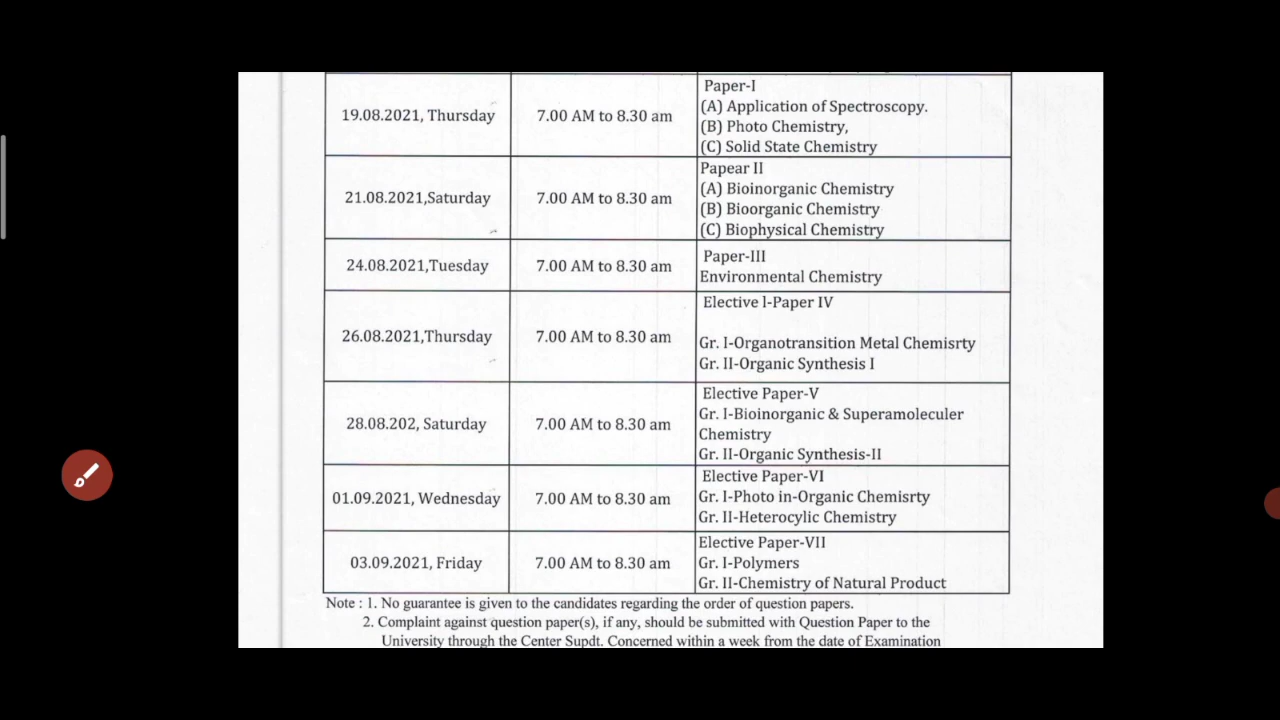 Paper-I
(A) Application of Spectroscopy.
19.08.2021, Thursday 7.00 AM to 8.30 am
(B) Photo Chemistry,
(C) Solid State Chemistry
Papear II
(A) Bioinorganic Chemistry
21.08.2021,Saturday 7.00 AM to 8.30 am
(B) Bioorganic Chemistry
(C) Biophysical Chemistry
24.08.2021,Tuesday 7.00 AM to 8.30 am
Paper-III
Environmental Chemistry
Elective l-Paper IV
26.08.2021,Thursday 7.00 AM to 8.30 am
Gr. I-Organotransition Metal Chemisrty
Gr. II-Organic Synthesis I
Elective Paper-V
Gr. I-Bioinorganic & Superamoleculer
28.08.202, Saturday 7.00 AM to 8.30 am
Chemistry
Gr. II-Organic Synthesis-II
Elective Paper-VI
01.09.2021, Wednesday 7.00 AM to 8.30 am
Gr. I-Photo in-Organic Chemisrty
Gr. II-Heterocylic Chemistry
Elective Paper-VII
03.09.2021, Friday 7.00 AM to 8.30 am
Gr. I-Polymers
Gr. II-Chemistry of Natural Product
Note : 1. No guarantee is given to the candidates regarding the order of question papers.
2. Complaint against question paper(s), if any, should be submitted with Question Paper to the
University through the Center Supdt. Concerned within a week from the date of Examination